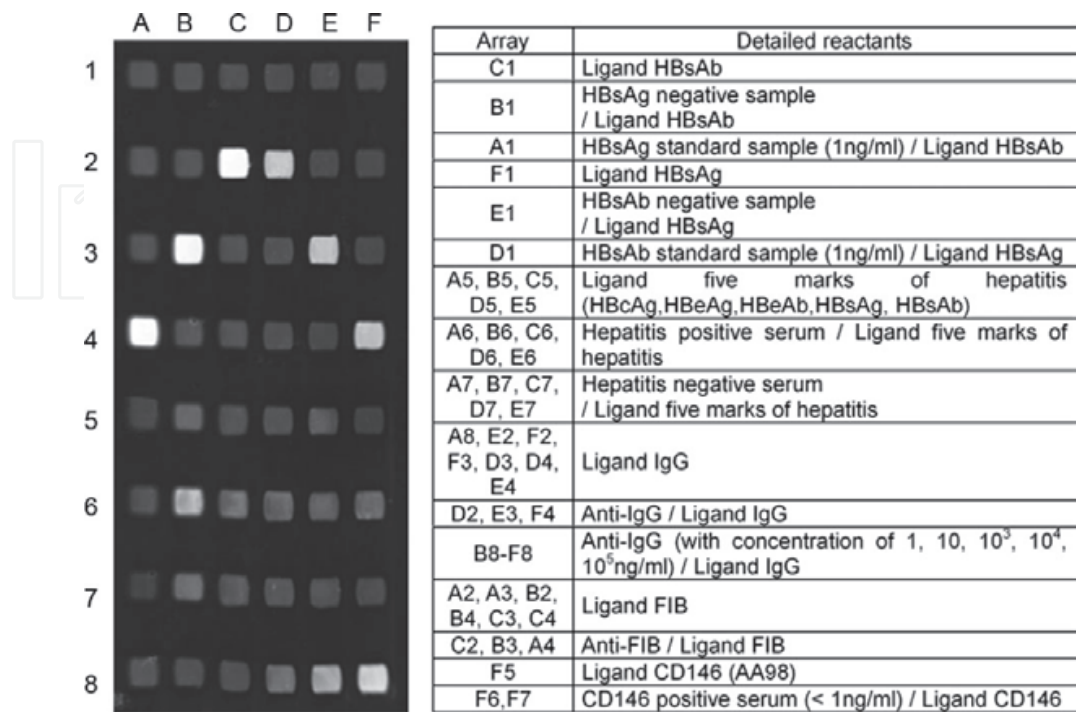 A B C D E F
1
2
3
4
5
6
7
8
Array Detailed reactants
C1 Ligand HBsAb
B1 HBsAg negative sample
/ Ligand HBsAb
A1 HBsAg standard sample (1ng/ml) / Ligand HBsAb
F1 Ligand HBsAg
E1 HBsAb negative sample
/ Ligand HBsAg
D1 HBsAb standard sample (1ng/ml) / Ligand HBsAg
A5, B5, C5, Ligand five marks of hepatitis
D5, E5 (HBcAg,HBeAg,HBeAb,HBsAg, HBsAb)
A6, B6, C6, Hepatitis positive serum / Ligand five marks of
D6, E6 hepatitis
A7, B7, C7, Hepatitis negative serum
D7, E7 / Ligand five marks of hepatitis
A8, E2, F2,
F3, D3, D4, Ligand IgG
E4
D2, E3, F4 Anti-IgG / Ligand IgG
B8-F8 Anti-IgG (with concentration of 1, 10, 10³, 10⁴,
10⁵ng/ml) / Ligand IgG
A2, A3, B2, Ligand FIB
B4, C3, C4
C2, B3, A4 Anti-FIB / Ligand FIB
F5 Ligand CD146 (AA98)
F6,F7 CD146 positive serum (< 1ng/ml) / Ligand CD146